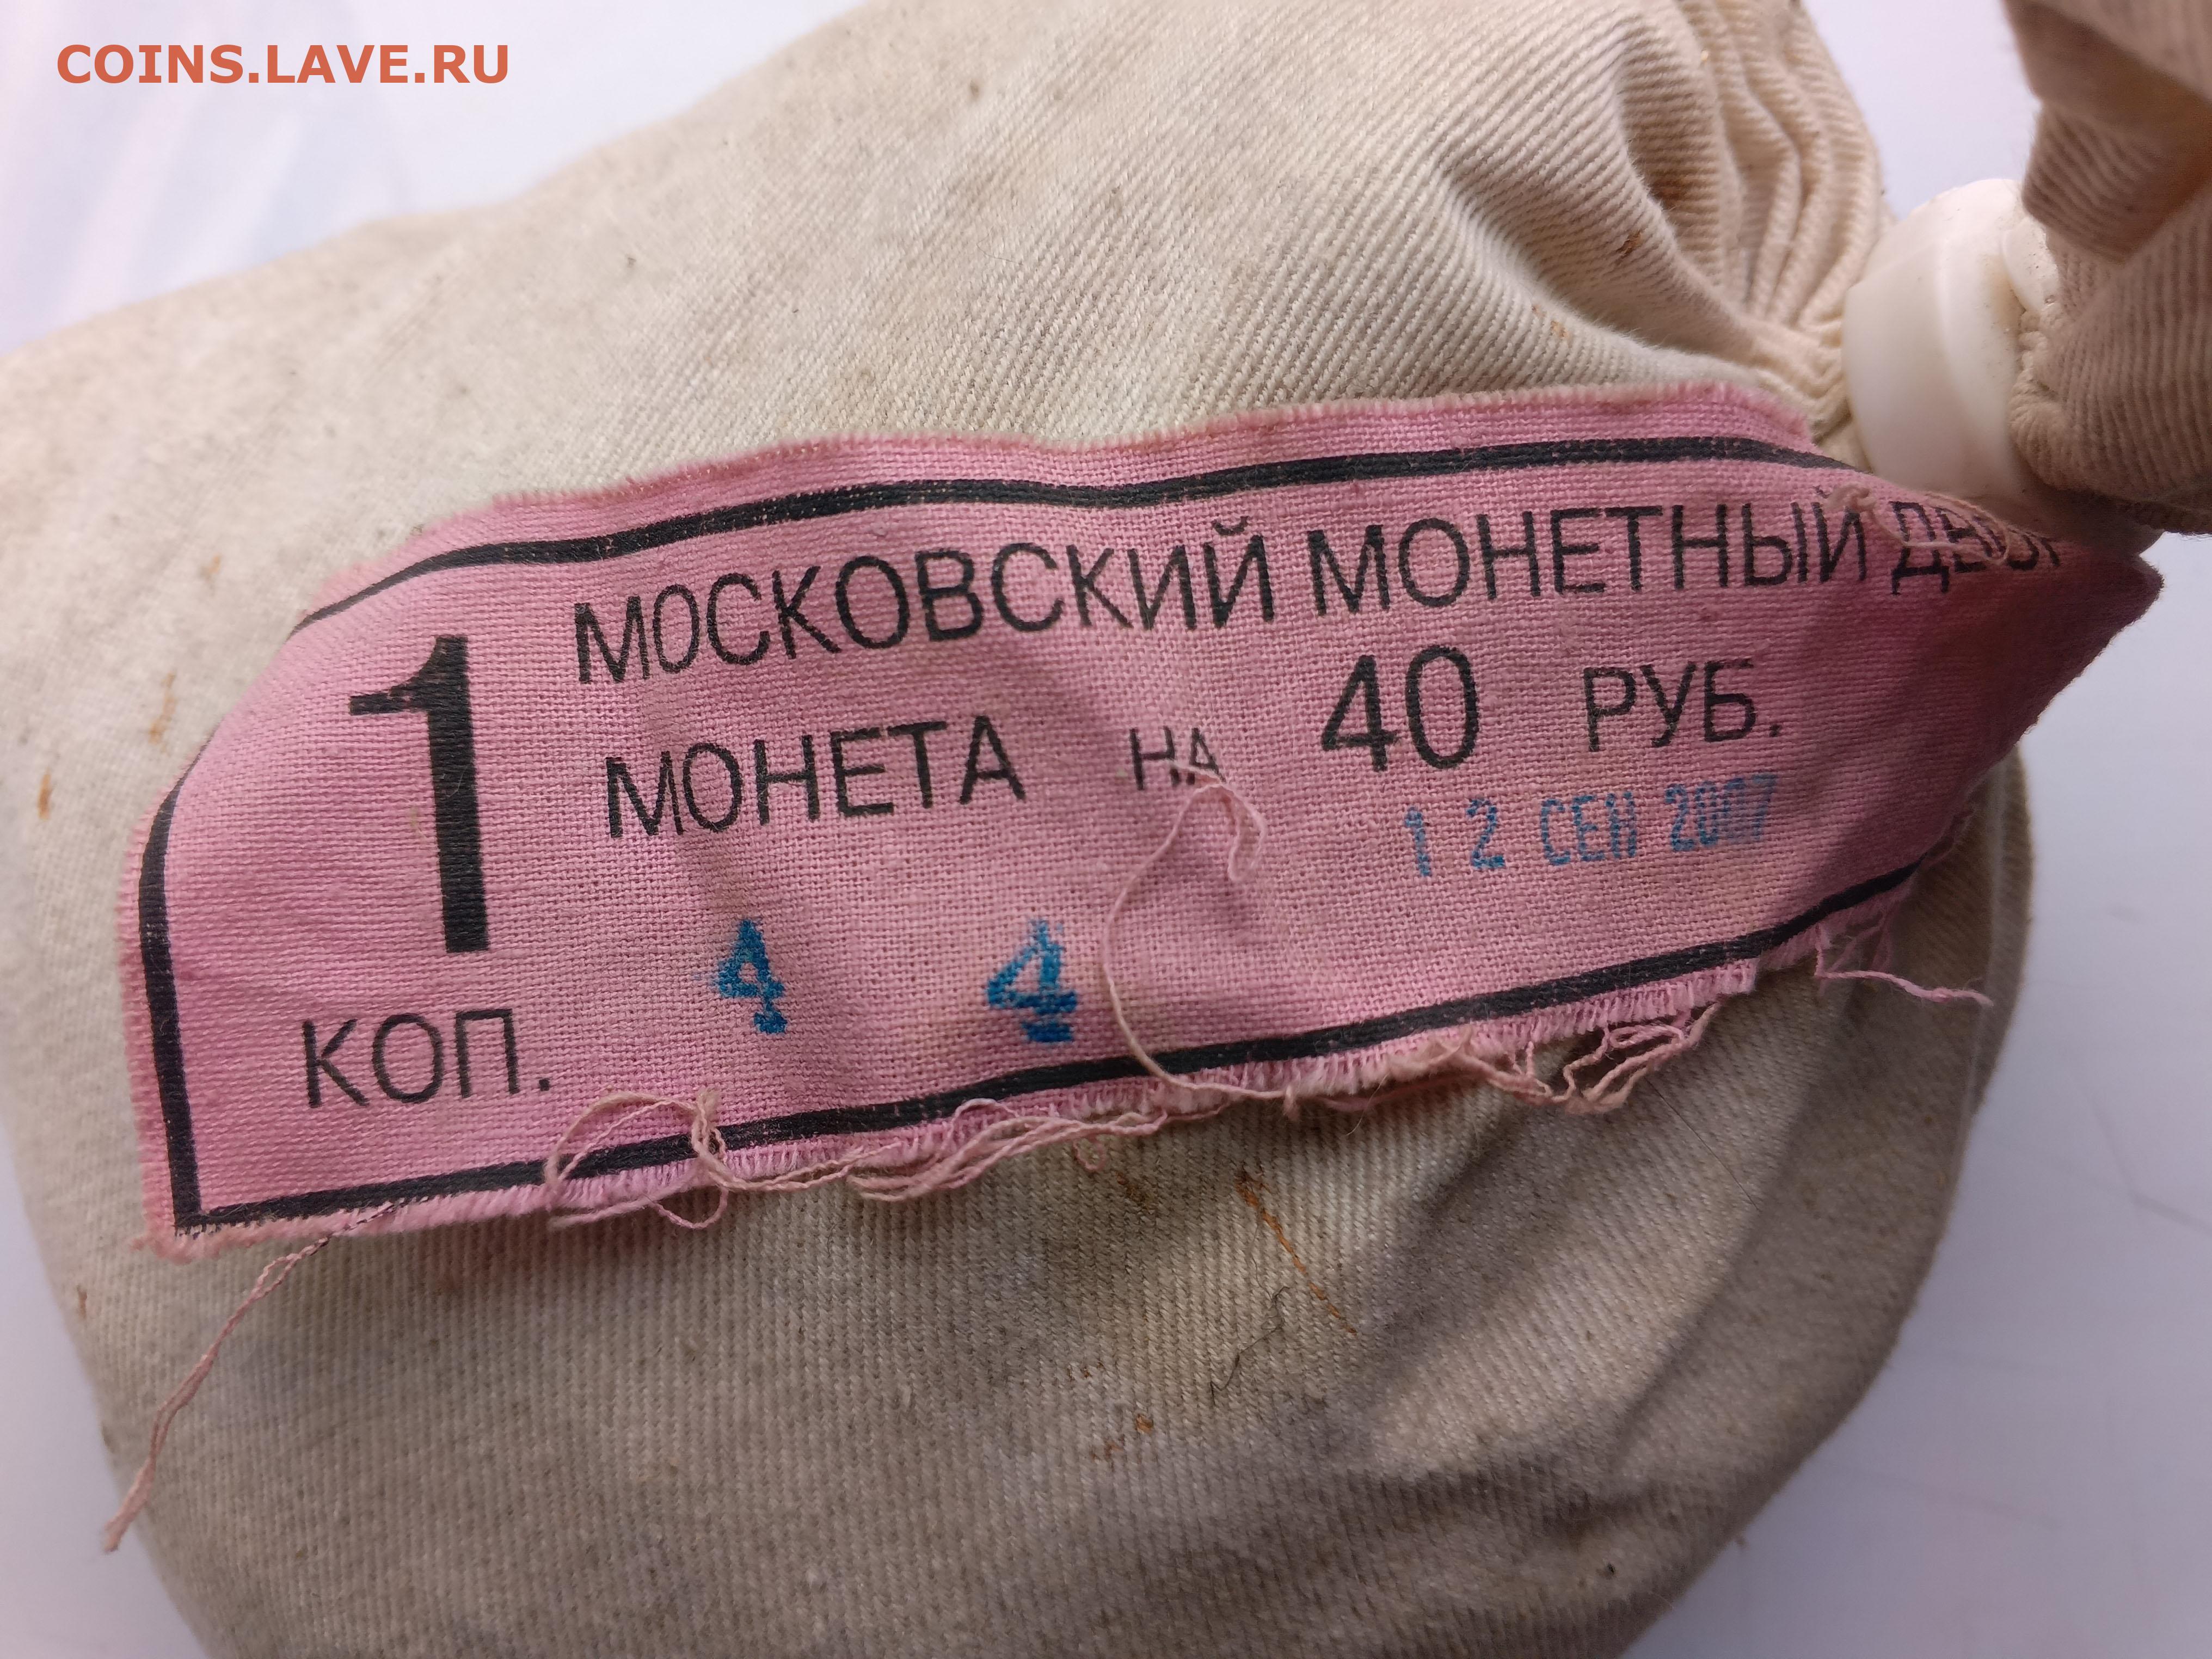 COINS.LAVE.RU
МОСКОВСКИЙ МОНЕТНЫЙ
1 МОНЕТА НА 40 РУБ.
12 СЕН 2007
КОП. 4 4